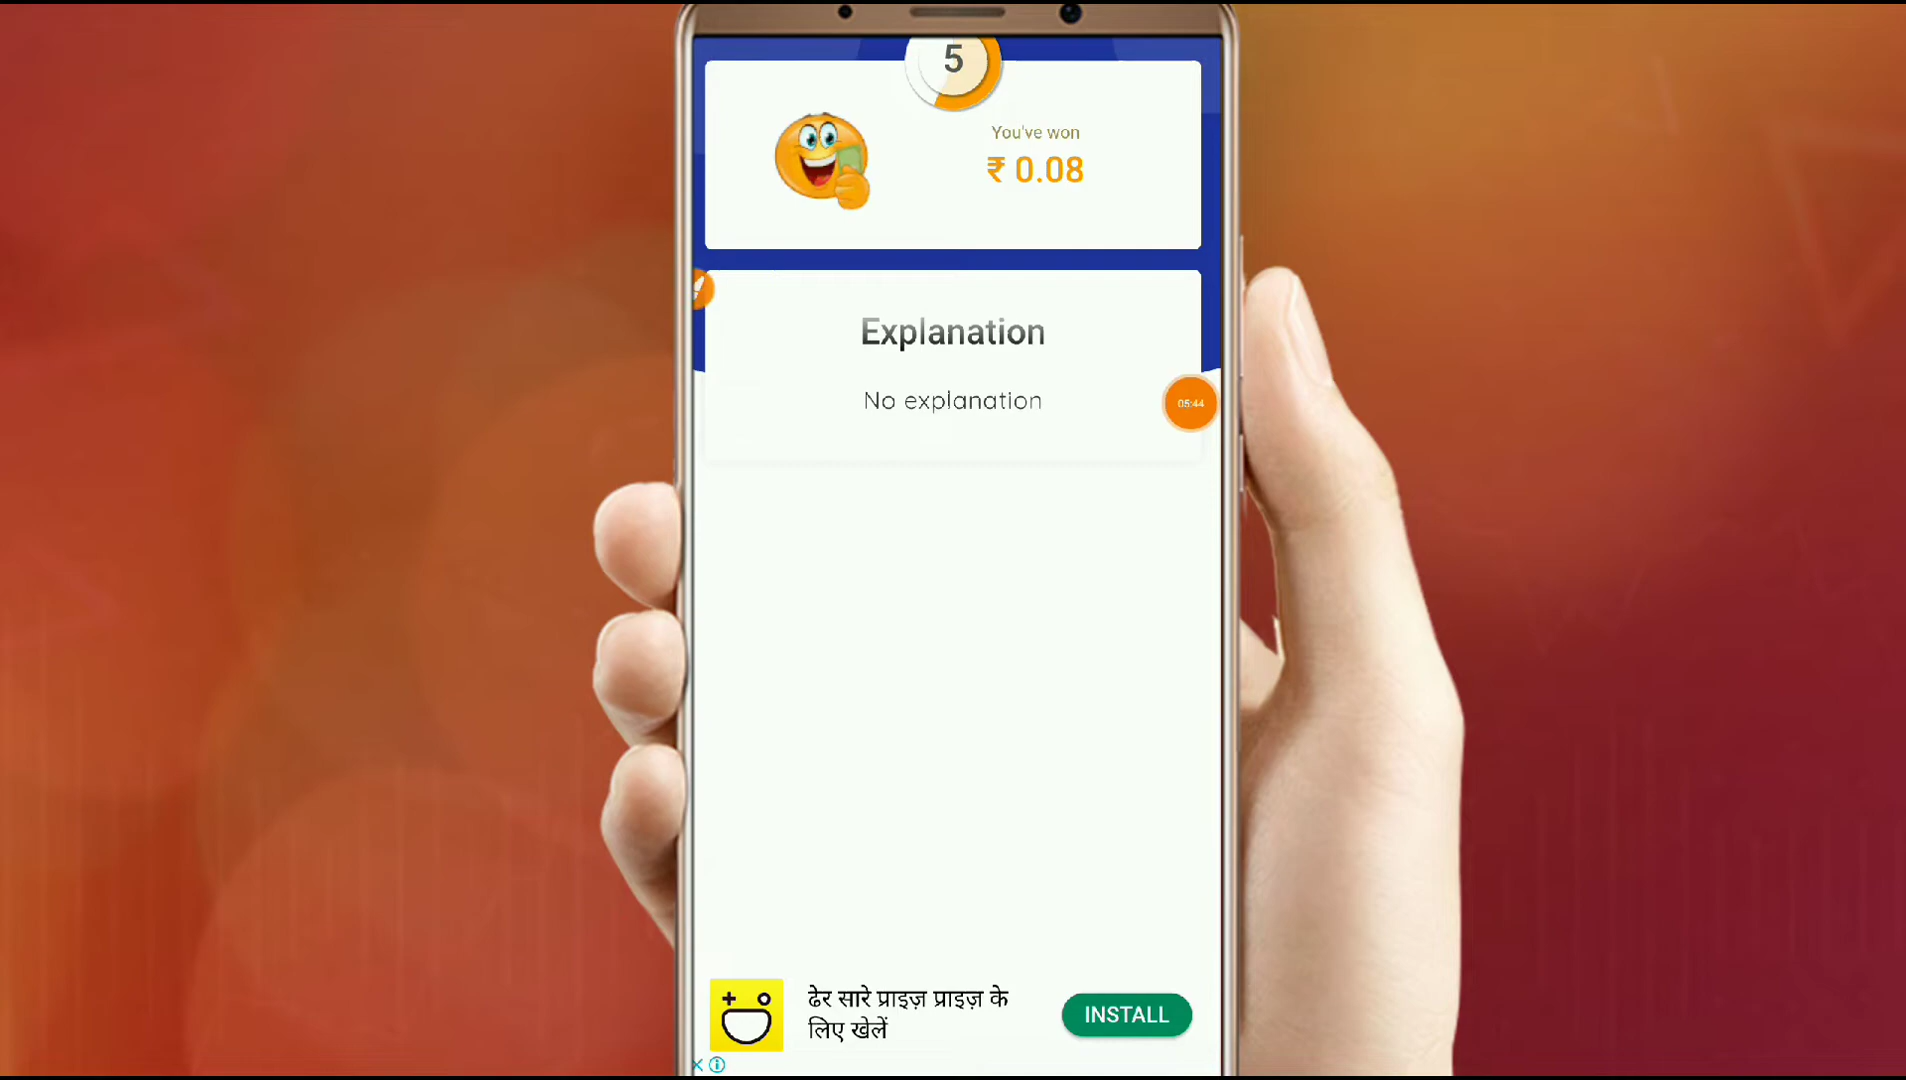 5
You've won
₹ 0.08
Explanation
No explanation
05:44
ढेर सारे प्राइज़ प्राइज़ के
लिए खेलें
INSTALL